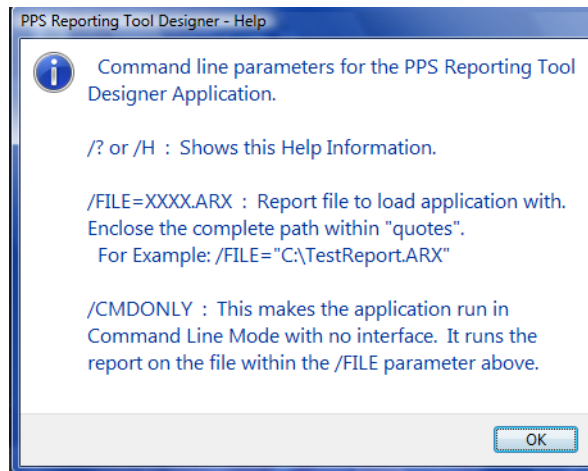 PPS Reporting Tool Designer - Help
Command line parameters for the PPS Reporting Tool
Designer Application.
/? or /H : Shows this Help Information.
/FILE=XXXX.ARX : Report file to load application with.
Enclose the complete path within "quotes".
For Example: /FILE="C:\TestReport.ARX"
/CMDONLY : This makes the application run in
Command Line Mode with no interface. It runs the
report on the file within the /FILE parameter above.
OK